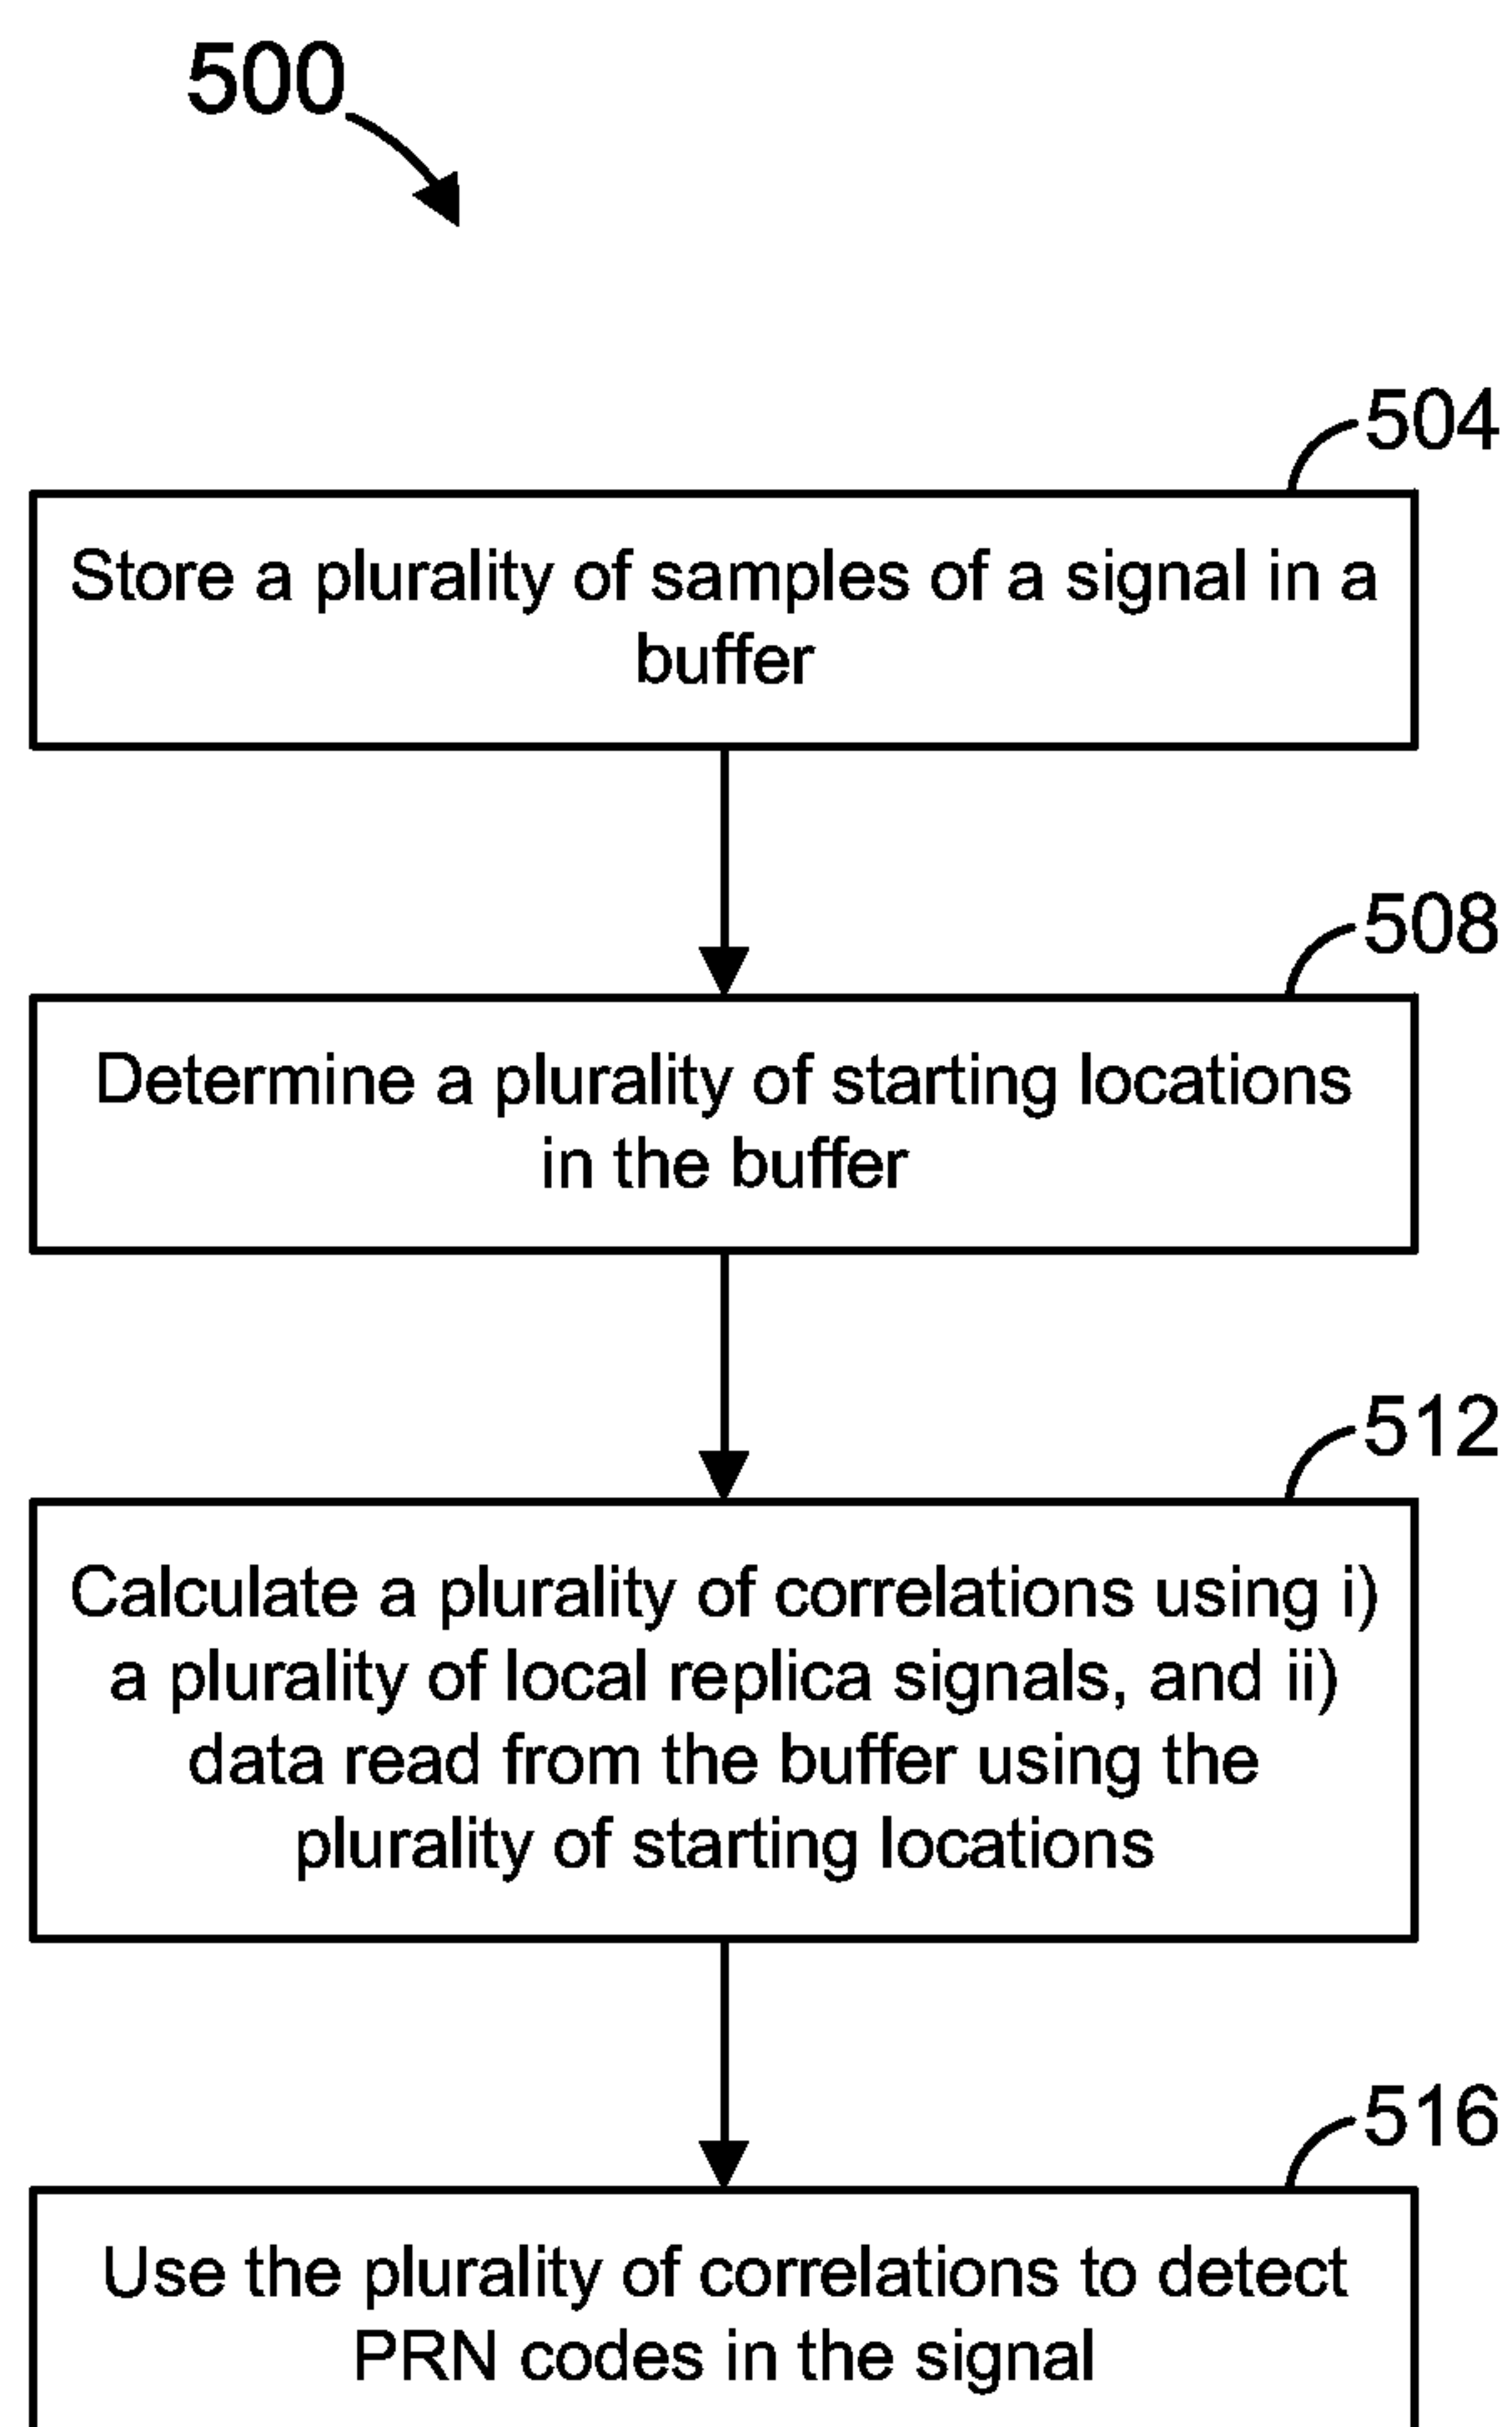 500
504
Store a plurality of samples of a signal in a
buffer
508
Determine a plurality of starting locations
in the buffer
512
Calculate a plurality of correlations using i)
a plurality of local replica signals, and ii)
data read from the buffer using the
plurality of starting locations
516
Use the plurality of correlations to detect
PRN codes in the signal